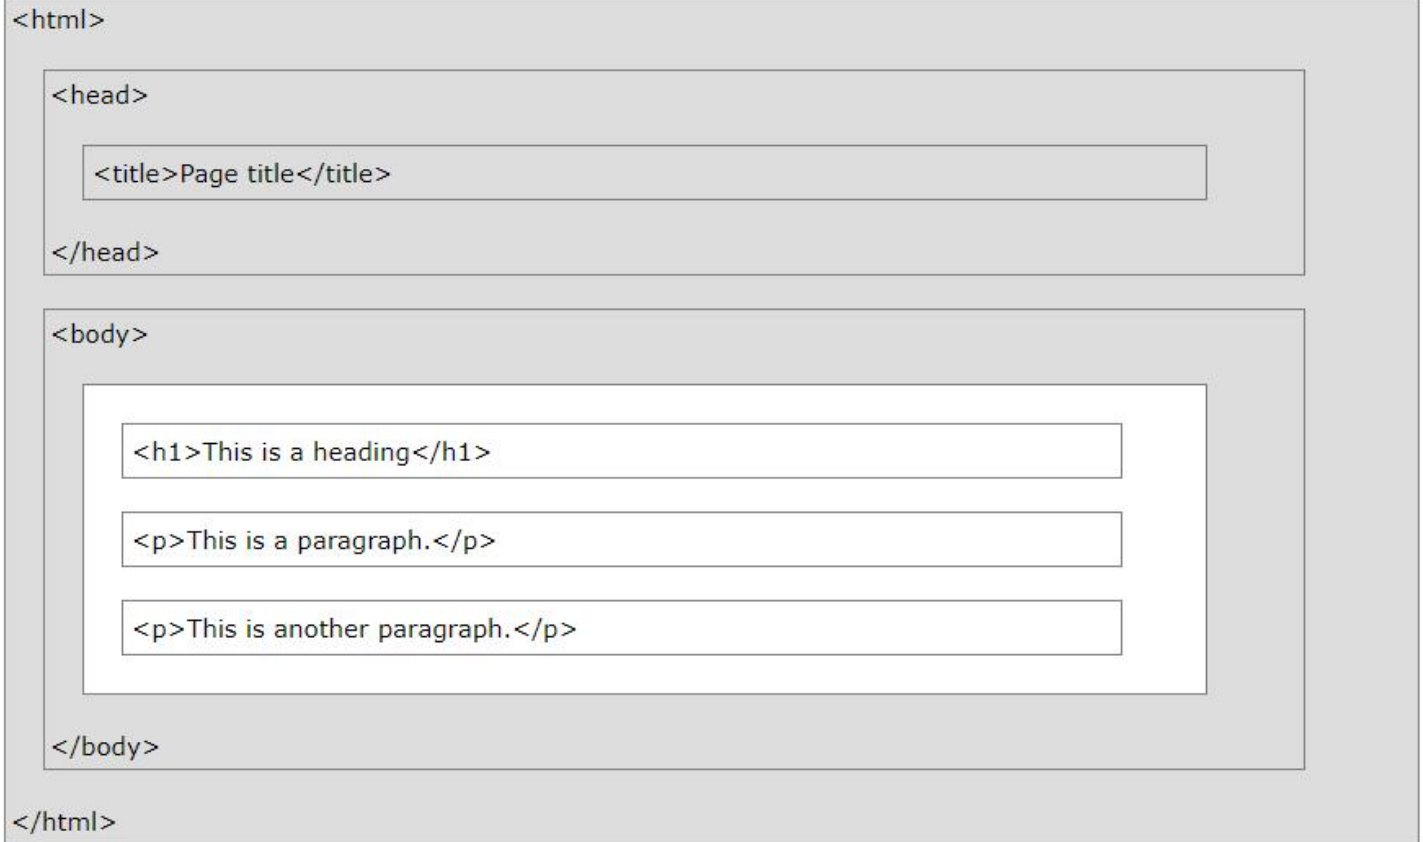 <html>
<head>
<title>Page title</title>
</head>
<body>
<h1>This is a heading</h1>
<p>This is a paragraph.</p>
<p>This is another paragraph.</p>
</body>
</html>